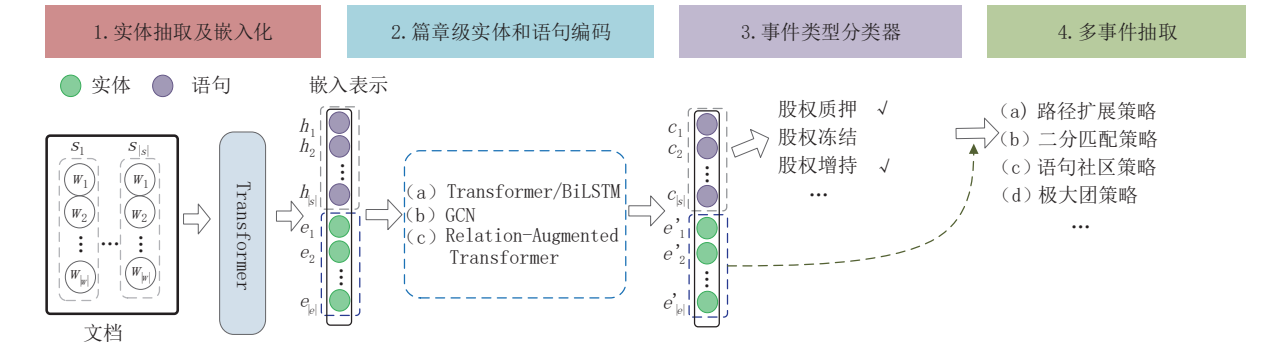 1.实体抽取及嵌入化
2.篇章级实体和语句编码
3.事件类型分类器
4.多事件抽取
实体
语句
嵌入表示
S1
S|s|
W1
W1
W2
W2
⋮
…
⋮
W|w|
W|w|
文档
Transformer
h1
h2
⋮
h|s|
e1
e2
⋮
e|e|
(a) Transformer/BiLSTM
(b) GCN
(c) Relation-Augmented
Transformer
c1
c2
⋮
c|s|
e'1
e'2
⋮
e'|e|
股权质押 √
股权冻结
股权增持 √
…
(a) 路径扩展策略
(b) 二分匹配策略
(c) 语句社区策略
(d) 极大团策略
…